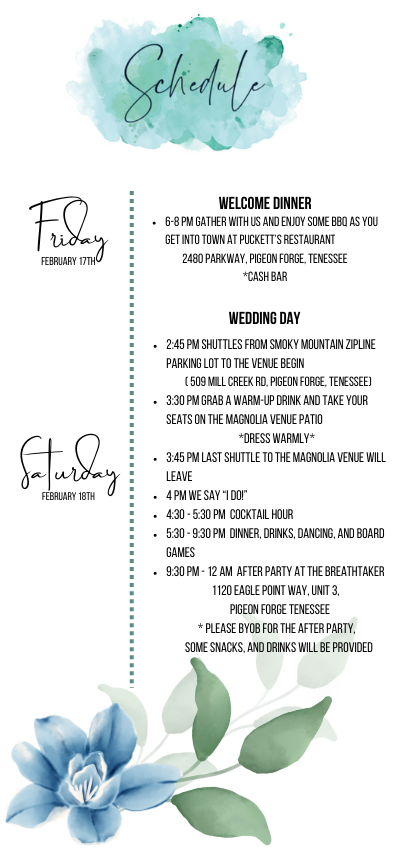 Schedule
Friday
FEBRUARY 17TH
WELCOME DINNER
• 6-8 PM GATHER WITH US AND ENJOY SOME BBQ AS YOU
GET INTO TOWN AT PUCKETT'S RESTAURANT
2480 PARKWAY, PIGEON FORGE, TENESSEE
*CASH BAR
WEDDING DAY
Saturday
FEBRUARY 18TH
• 2:45 PM SHUTTLES FROM SMOKY MOUNTAIN ZIPLINE
PARKING LOT TO THE VENUE BEGIN
( 509 MILL CREEK RD, PIGEON FORGE, TENESSEE)
• 3:30 PM GRAB A WARM-UP DRINK AND TAKE YOUR
SEATS ON THE MAGNOLIA VENUE PATIO
*DRESS WARMLY*
• 3:45 PM LAST SHUTTLE TO THE MAGNOLIA VENUE WILL
LEAVE
• 4 PM WE SAY “I DO!”
• 4:30 - 5:30 PM COCKTAIL HOUR
• 5:30 - 9:30 PM DINNER, DRINKS, DANCING, AND BOARD
GAMES
• 9:30 PM - 12 AM AFTER PARTY AT THE BREATHTAKER
1120 EAGLE POINT WAY, UNIT 3,
PIGEON FORGE TENESSEE
* PLEASE BYOB FOR THE AFTER PARTY,
SOME SNACKS, AND DRINKS WILL BE PROVIDED